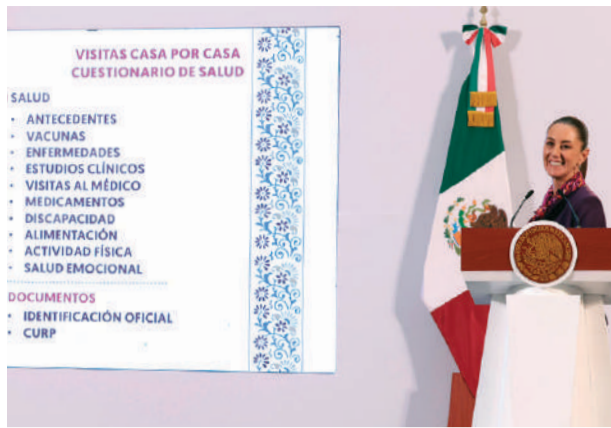 VISITAS CASA POR CASA
CUESTIONARIO DE SALUD
SALUD
• ANTECEDENTES
• VACUNAS
• ENFERMEDADES
• ESTUDIOS CLÍNICOS
• VISITAS AL MÉDICO
• MEDICAMENTOS
• DISCAPACIDAD
• ALIMENTACIÓN
• ACTIVIDAD FÍSICA
• SALUD EMOCIONAL
DOCUMENTOS
• IDENTIFICACIÓN OFICIAL
• CURP